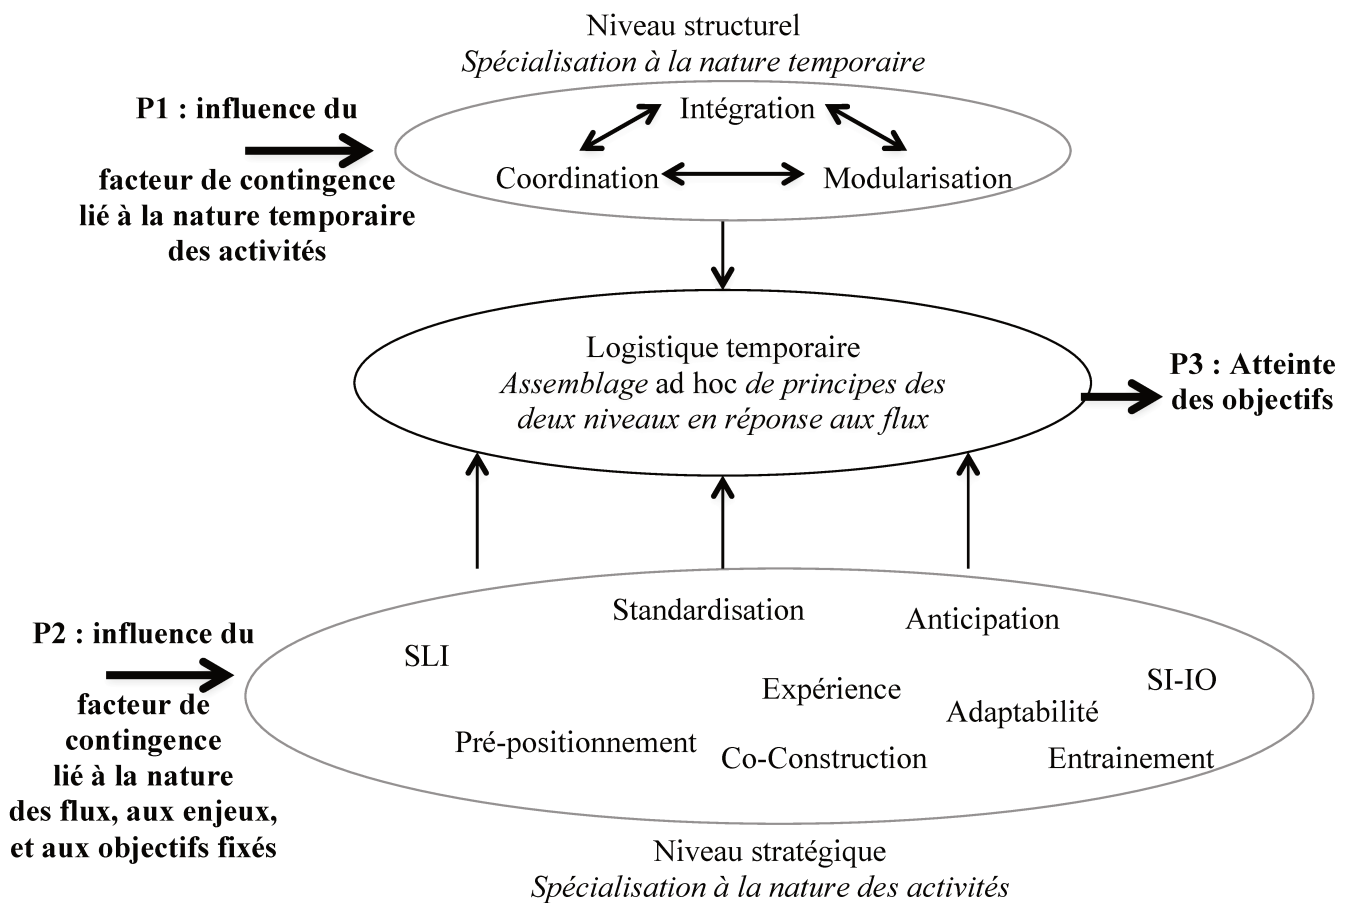 Niveau structurel
Spécialisation à la nature temporaire
P1 : influence du
facteur de contingence
lié à la nature temporaire
des activités
Intégration
Coordination
Modularisation
Logistique temporaire
Assemblage ad hoc de principes des
deux niveaux en réponse aux flux
P3 : Atteinte
des objectifs
P2 : influence du
facteur de
contingence
lié à la nature
des flux, aux enjeux,
et aux objectifs fixés
Standardisation
Anticipation
SLI
SI-IO
Expérience
Adaptabilité
Pré-positionnement
Co-Construction
Entrainement
Niveau stratégique
Spécialisation à la nature des activités